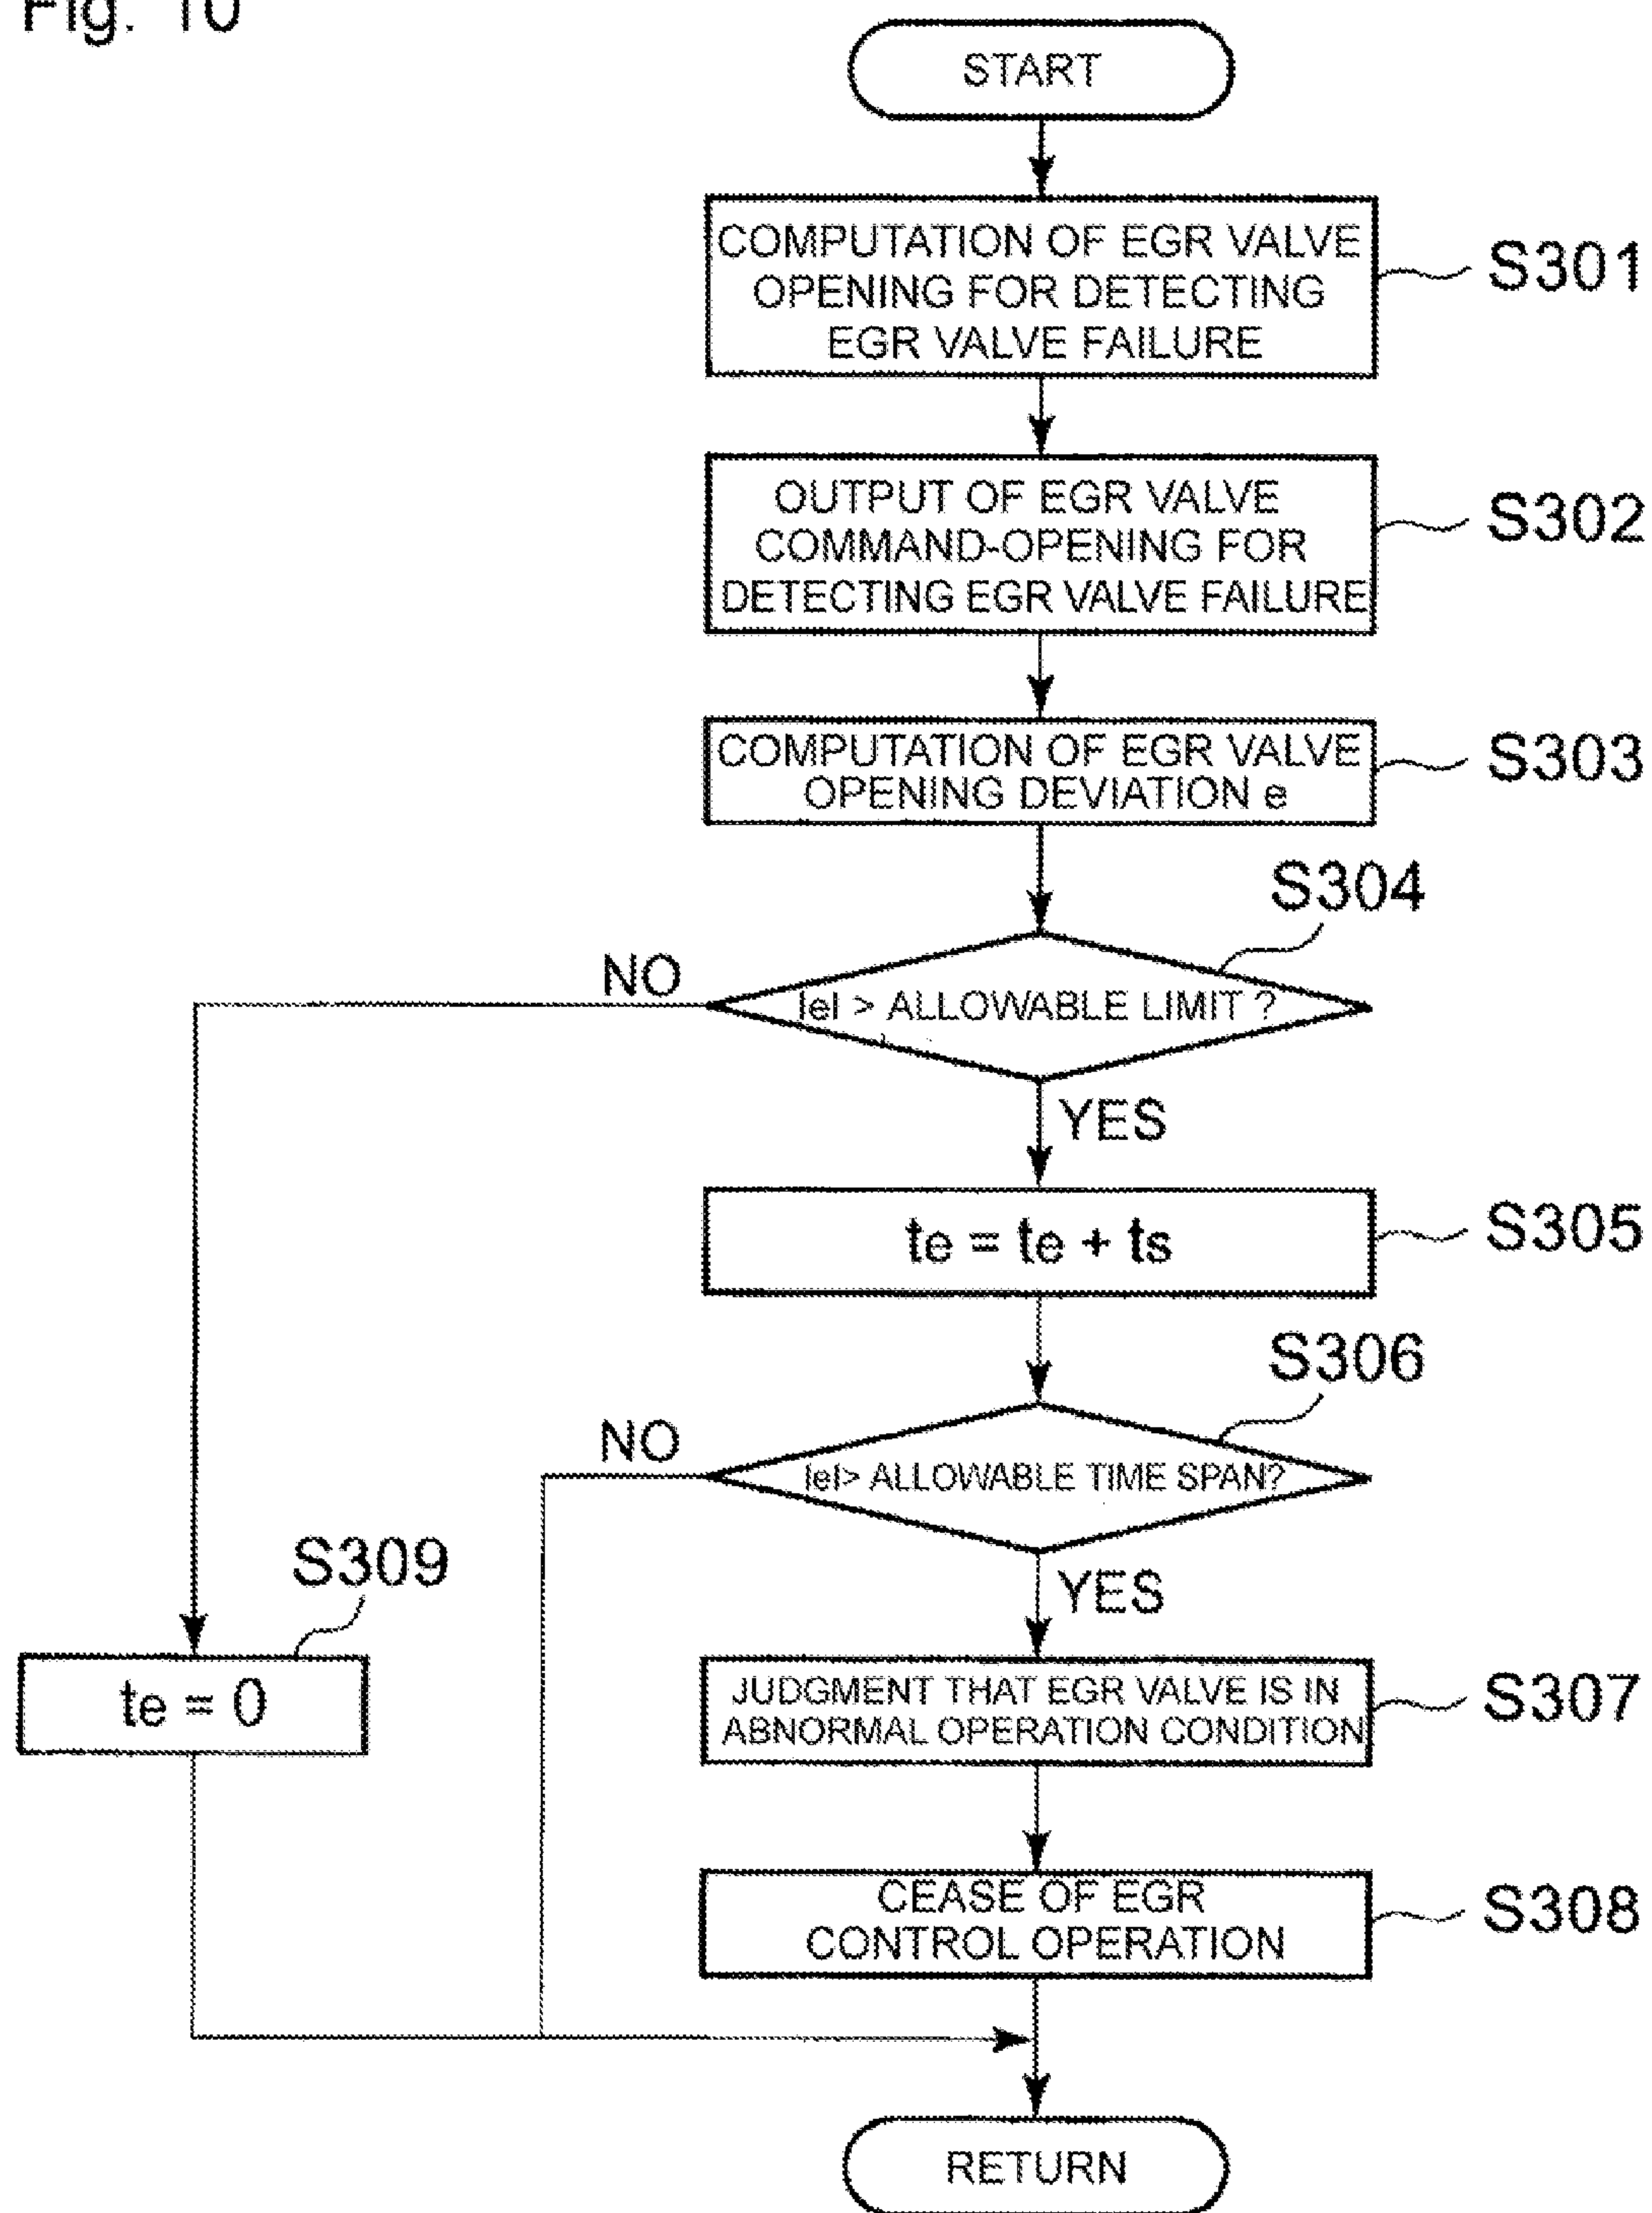 Fig. 10
START
COMPUTATION OF EGR VALVE
OPENING FOR DETECTING
EGR VALVE FAILURE
S301
OUTPUT OF EGR VALVE
COMMAND-OPENING FOR
DETECTING EGR VALVE FAILURE
S302
COMPUTATION OF EGR VALVE
OPENING DEVIATION e
S303
S304
NO
|e| > ALLOWABLE LIMIT ?
YES
te = te + ts
S305
S306
NO
|e|> ALLOWABLE TIME SPAN?
YES
S309
te = 0
JUDGMENT THAT EGR VALVE IS IN
ABNORMAL OPERATION CONDITION
S307
CEASE OF EGR
CONTROL OPERATION
S308
RETURN